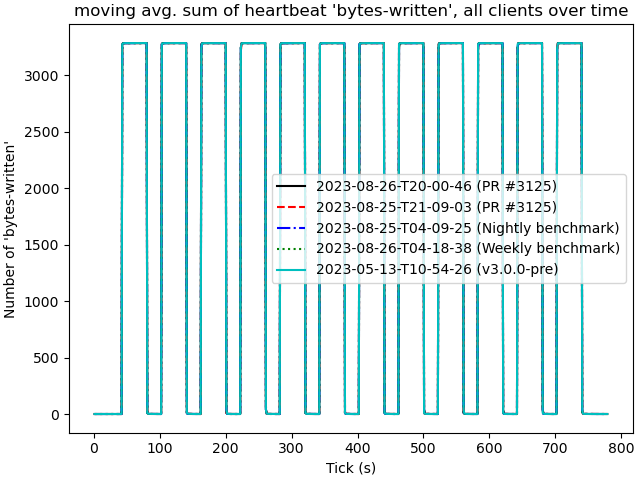 moving avg. sum of heartbeat 'bytes-written', all clients over time
Number of 'bytes-written'
3000
2500
2000
1500
1000
500
0
2023-08-26-T20-00-46 (PR #3125)
2023-08-25-T21-09-03 (PR #3125)
2023-08-25-T04-09-25 (Nightly benchmark)
2023-08-26-T04-18-38 (Weekly benchmark)
2023-05-13-T10-54-26 (v3.0.0-pre)
0 100 200 300 400 500 600 700 800
Tick (s)